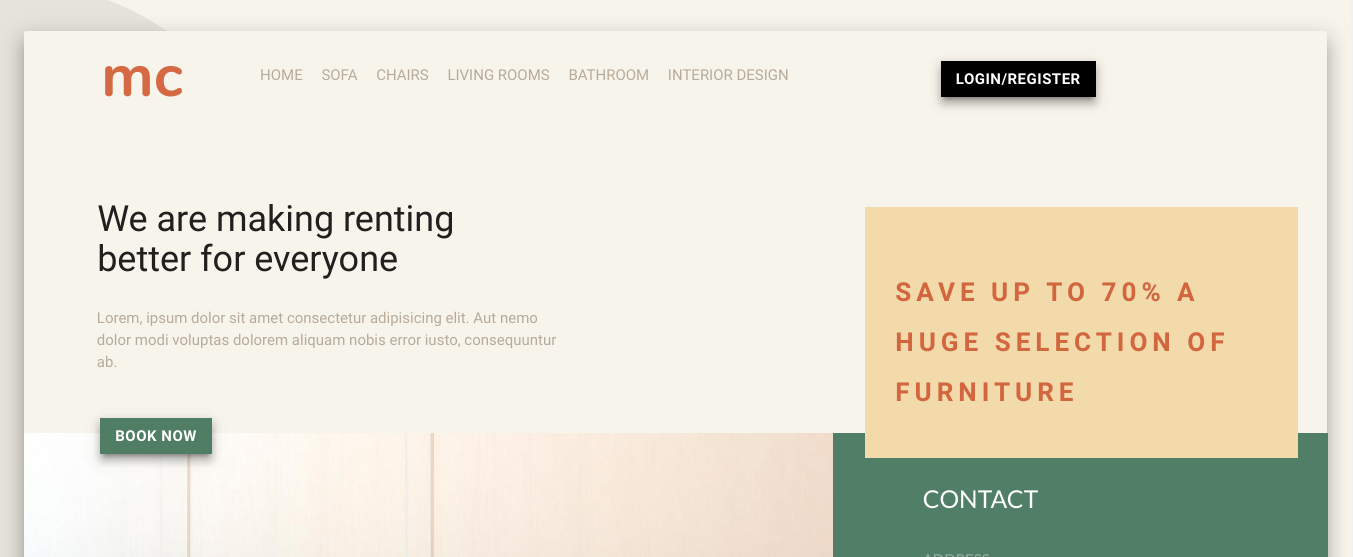 mc
HOME SOFA CHAIRS LIVING ROOMS BATHROOM INTERIOR DESIGN
LOGIN/REGISTER
We are making renting
better for everyone
Lorem, ipsum dolor sit amet consectetur adipisicing elit. Aut nemo
dolor modi voluptas dolorem aliquam nobis error iusto, consequuntur
ab.
BOOK NOW
SAVE UP TO 70% A
HUGE SELECTION OF
FURNITURE
CONTACT
ADDRESS